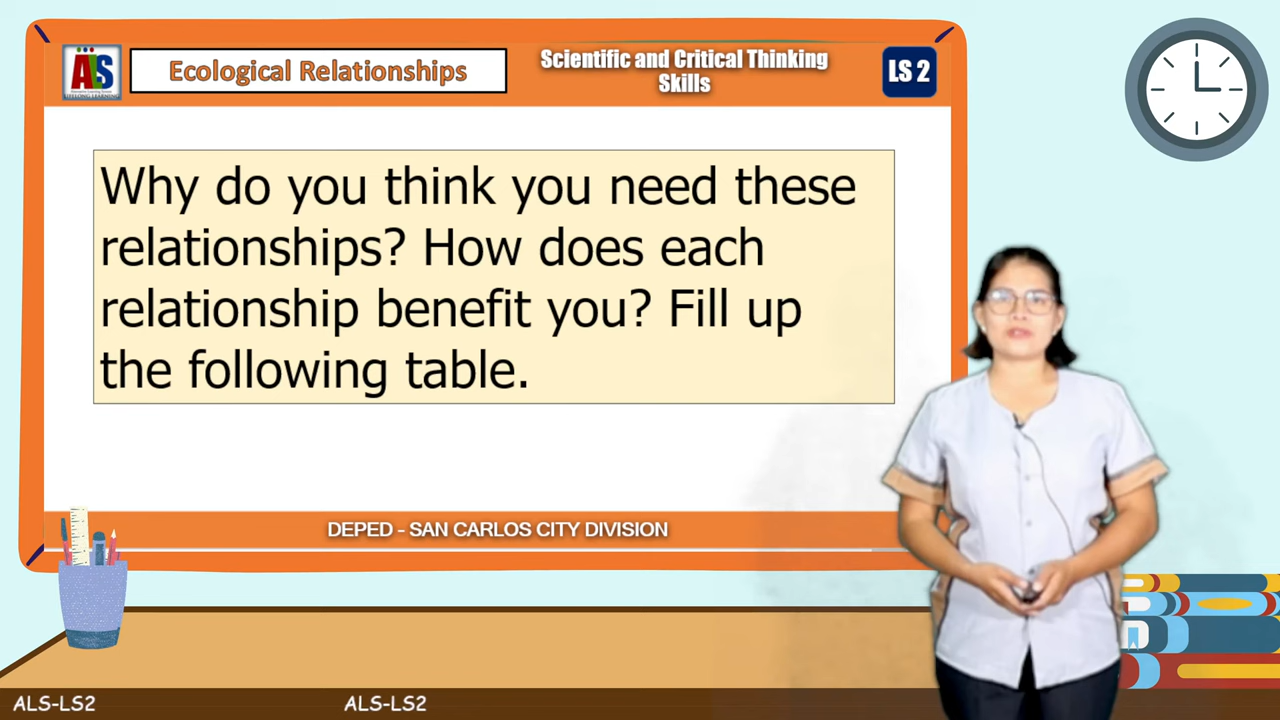 ALS
Ecological Relationships
Scientific and Critical Thinking
Skills
LS 2
Why do you think you need these
relationships? How does each
relationship benefit you? Fill up
the following table.
DEPED - SAN CARLOS CITY DIVISION
ALS-LS2
ALS-LS2